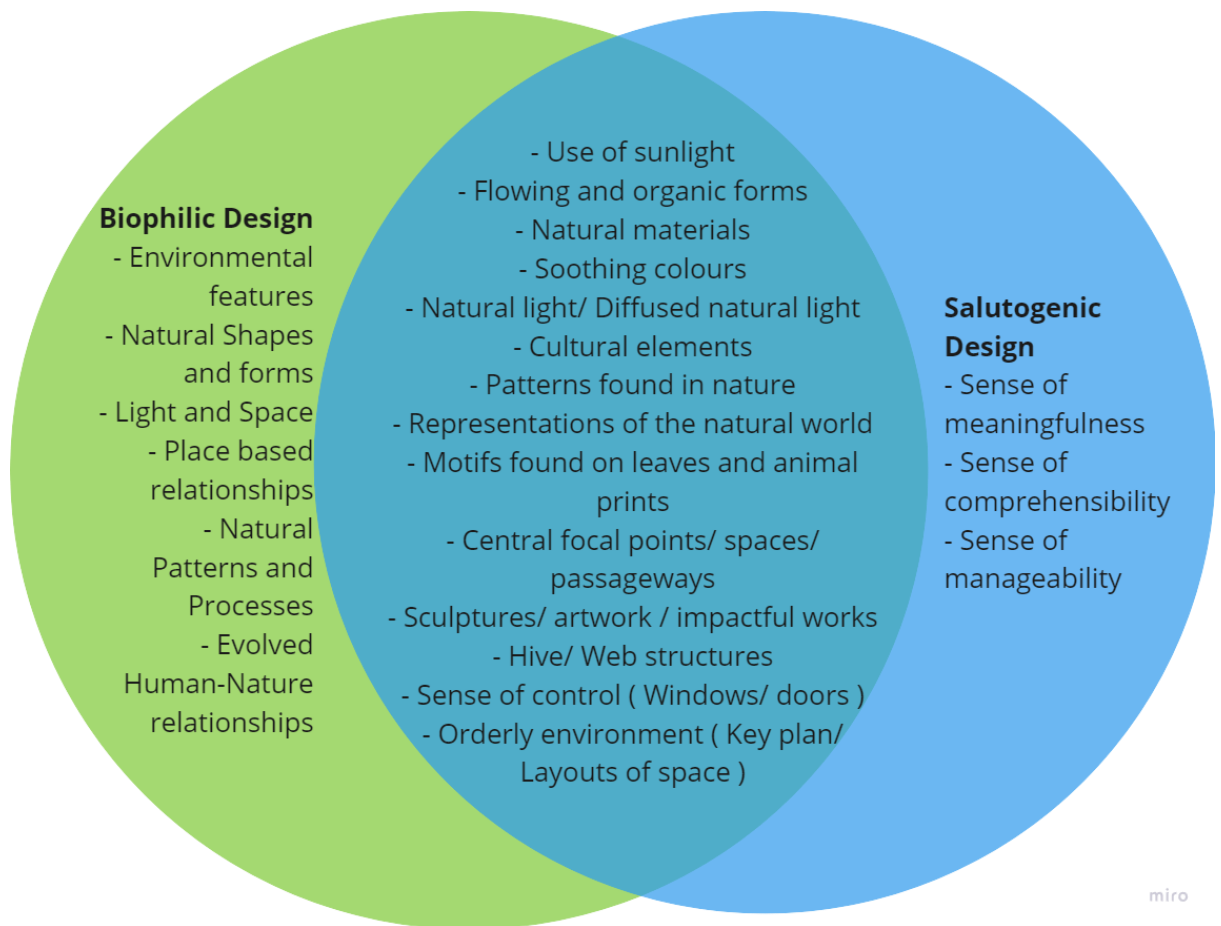 Biophilic Design
- Environmental
features
- Natural Shapes
and forms
- Light and Space
- Place based
relationships
- Natural
Patterns and
Processes
- Evolved
Human-Nature
relationships
- Use of sunlight
- Flowing and organic forms
- Natural materials
- Soothing colours
- Natural light/ Diffused natural light
- Cultural elements
- Patterns found in nature
- Representations of the natural world
- Motifs found on leaves and animal
prints
- Central focal points/ spaces/
passageways
- Sculptures/ artwork / impactful works
- Hive/ Web structures
- Sense of control ( Windows/ doors )
- Orderly environment ( Key plan/
Layouts of space )
Salutogenic
Design
- Sense of
meaningfulness
- Sense of
comprehensibility
- Sense of
manageability
miro